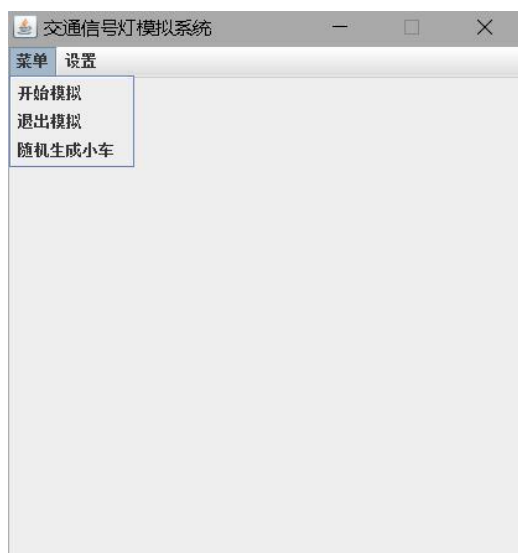 交通信号灯模拟系统
菜单 设置
开始模拟
退出模拟
随机生成小车